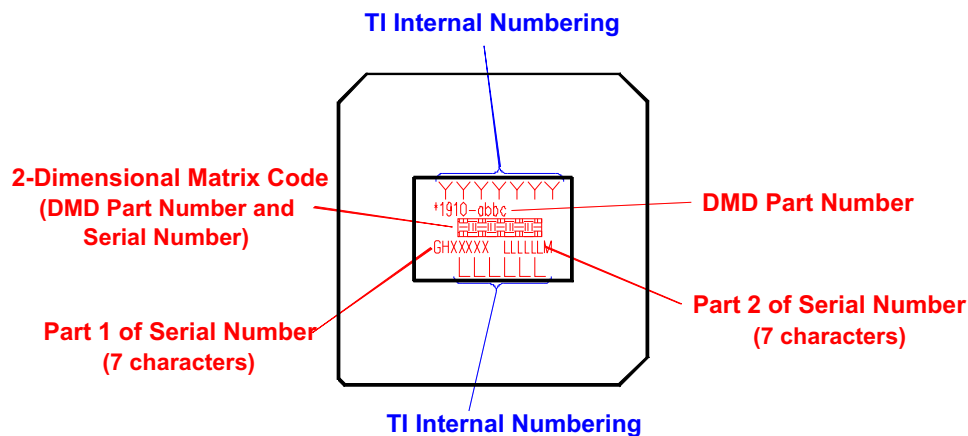 TI Internal Numbering
2-Dimensional Matrix Code
(DMD Part Number and
Serial Number)
YYYYYYY
*1910-abbc
DMD Part Number
GHXXXXX LLLLLLM
LLLLLL
Part 1 of Serial Number
(7 characters)
Part 2 of Serial Number
(7 characters)
TI Internal Numbering